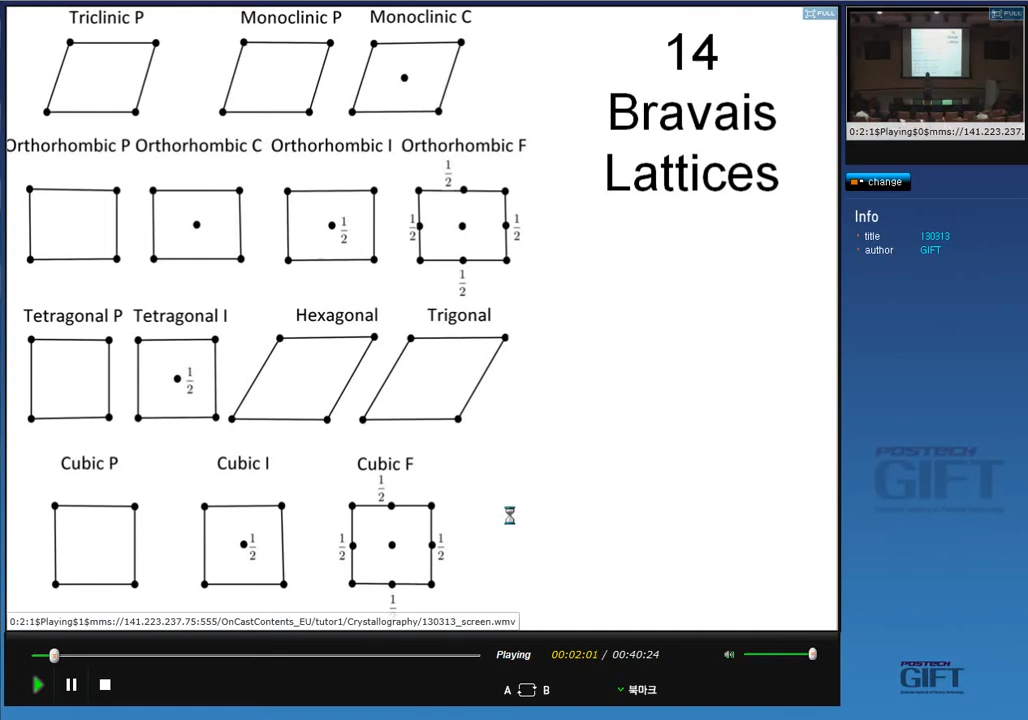 Triclinic P
Monoclinic P
Monoclinic C
14
Bravais
Lattices
Orthorhombic P
Orthorhombic C
Orthorhombic I
Orthorhombic F
1/2
1/2
1/2
1/2
1/2
Tetragonal P
Tetragonal I
Hexagonal
Trigonal
1/2
Cubic P
Cubic I
Cubic F
1/2
1/2
1/2
1/2
0:2:1$Playing$1$mms://141.223.237.75:555/OnCastContents_EU/tutor1/Crystallography/130313_screen.wmv
Playing
00:02:01 / 00:40:24
A
B
북마크
FULL
FULL
0:2:1$Playing$0$mms://141.223.237.
change
Info
title 130313
author GIFT
POSTECH
GIFT
POSTECH
GIFT